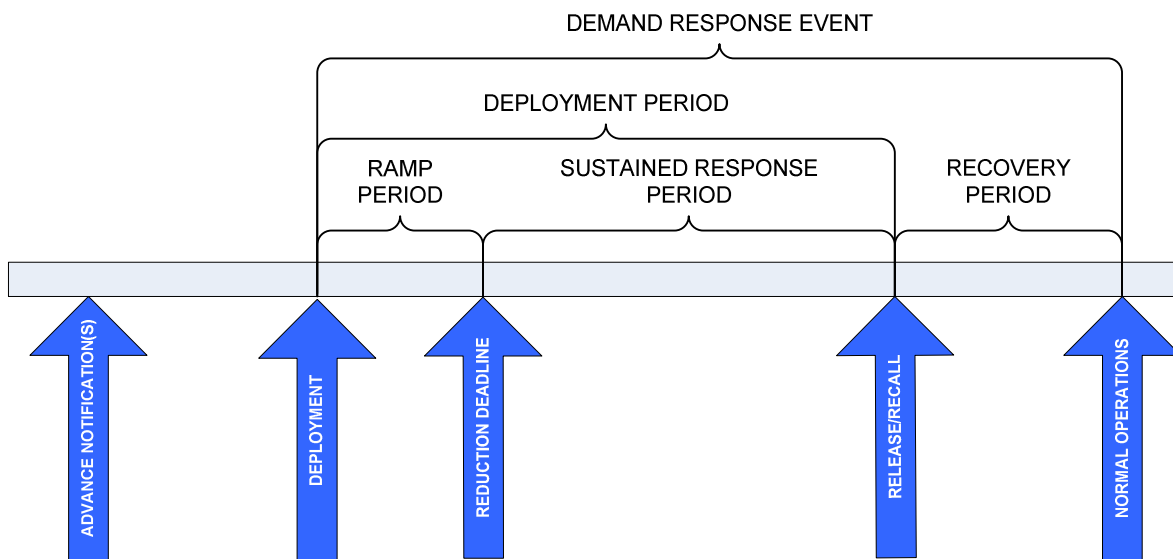 DEMAND RESPONSE EVENT
DEPLOYMENT PERIOD
RAMP
PERIOD
SUSTAINED RESPONSE
PERIOD
RECOVERY
PERIOD
ADVANCE NOTIFICATION(S)
DEPLOYMENT
REDUCTION DEADLINE
RELEASE/RECALL
NORMAL OPERATIONS